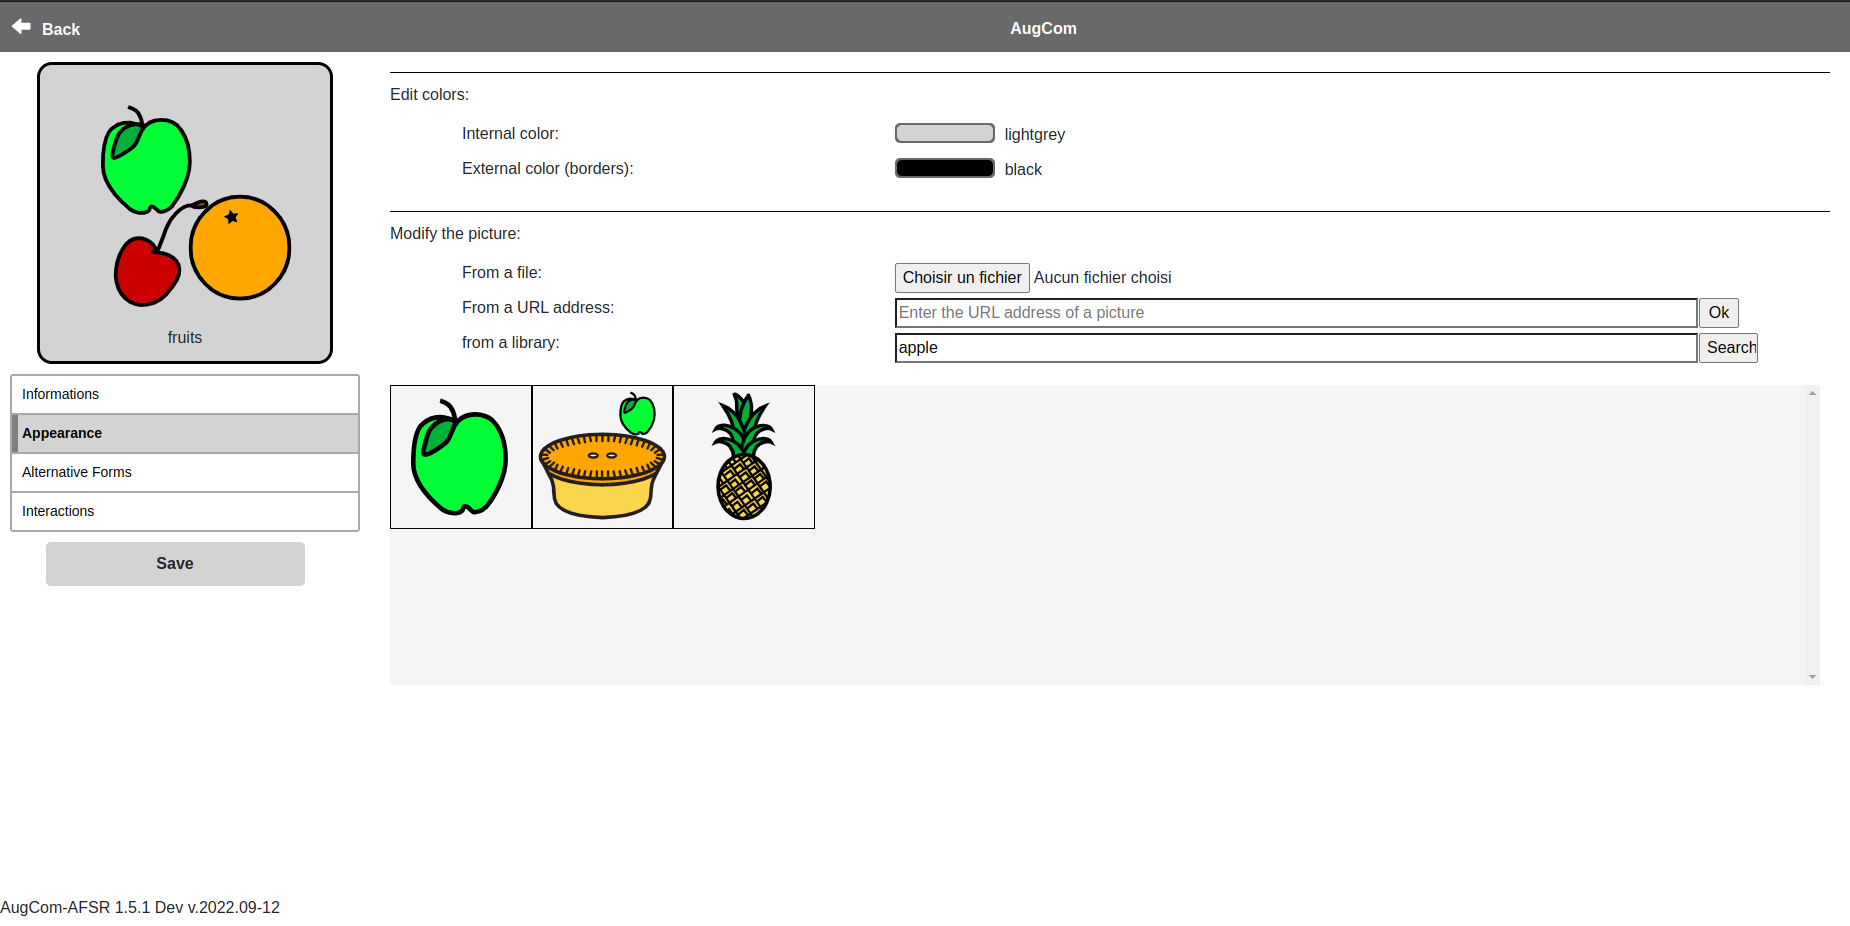 Back
AugCom
fruits
Informations
Appearance
Alternative Forms
Interactions
Save
Edit colors:
Internal color:
lightgrey
External color (borders):
black
Modify the picture:
From a file:
Choisir un fichier Aucun fichier choisi
From a URL address:
Enter the URL address of a picture
Ok
from a library:
apple
Search
AugCom-AFSR 1.5.1 Dev v.2022.09-12